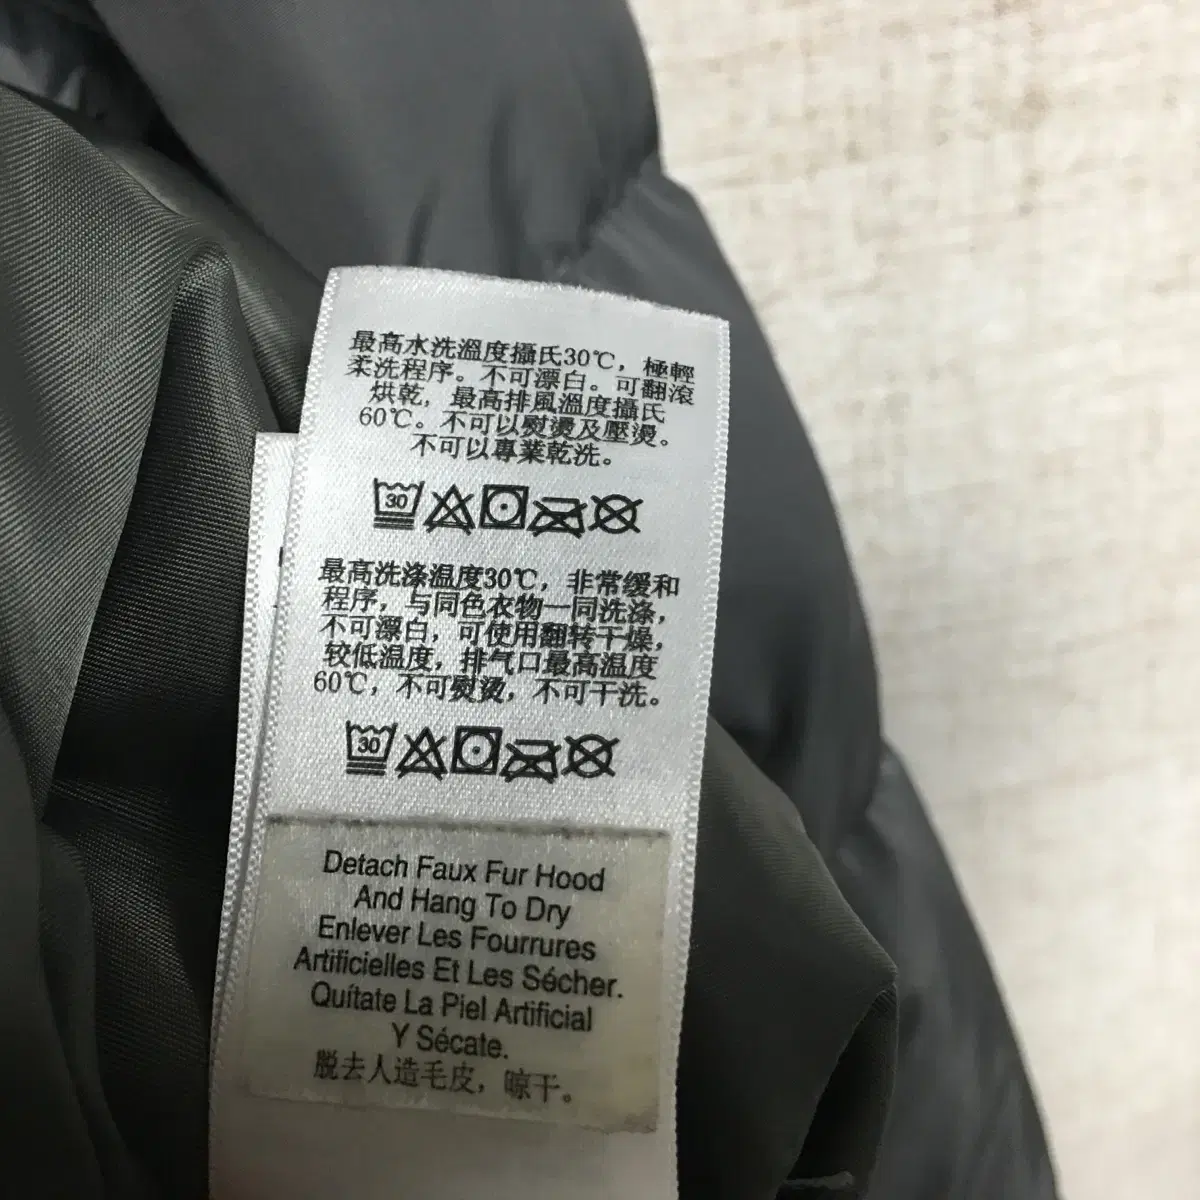 最高水洗溫度攝氏30℃，極輕
柔洗程序。不可漂白。可翻滾
烘乾，最高排風溫度攝氏
60℃。不可以熨燙及壓燙。
不可以專業乾洗。
30
最高洗涤温度30℃，非常缓和
程序，与同色衣物一同洗涤，
不可漂白，可使用翻转干燥，
较低温度，排气口最高温度
60℃，不可熨烫，不可干洗。
30
Detach Faux Fur Hood
And Hang To Dry
Enlever Les Fourrures
Artificielles Et Les Sécher.
Quítate La Piel Artificial
Y Sécate.
脱去人造毛皮，晾干。